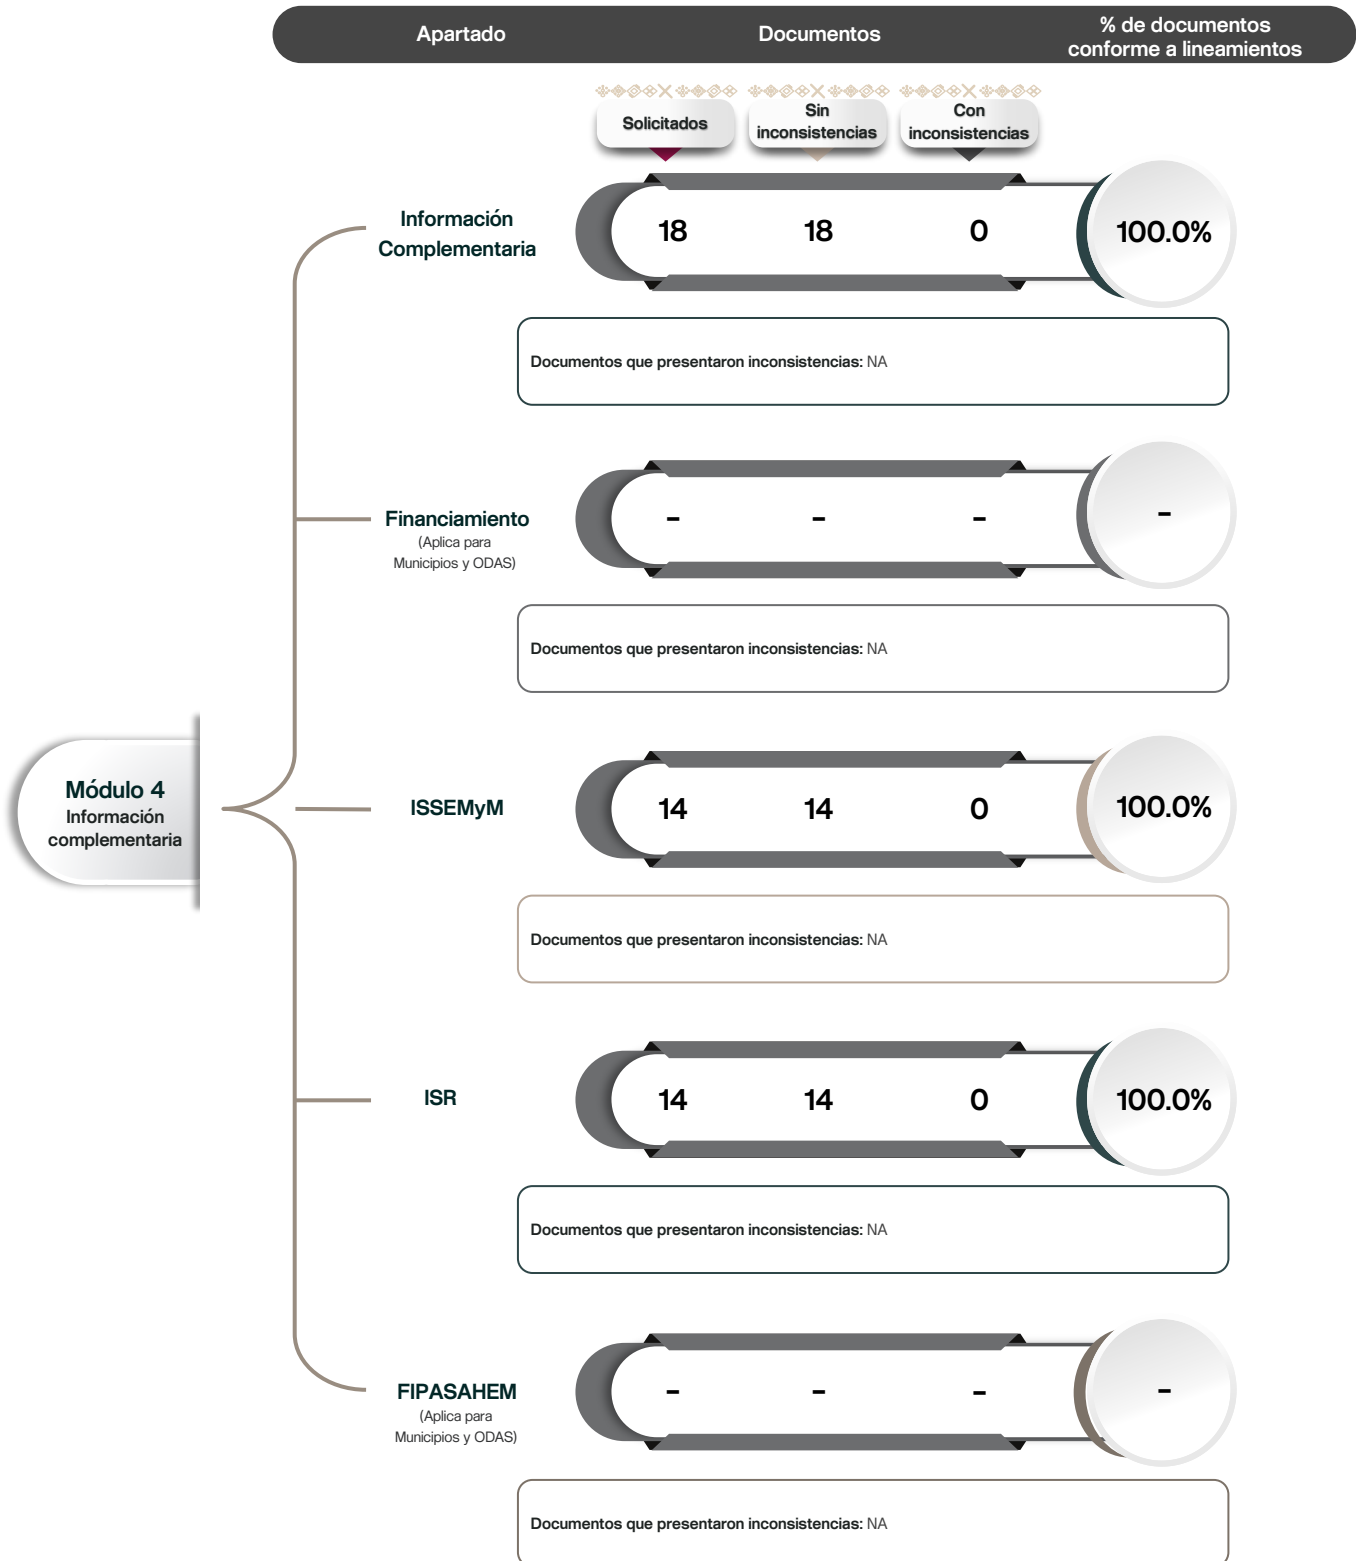 Apartado
Documentos
% de documentos
conforme a lineamientos
Solicitados
Sin
inconsistencias
Con
inconsistencias
Información
Complementaria
18 18 0 100.0%
Documentos que presentaron inconsistencias: NA
Financiamiento
(Aplica para
Municipios y ODAS)
- - - -
Documentos que presentaron inconsistencias: NA
Módulo 4
Información
complementaria
ISSEMyM
14 14 0 100.0%
Documentos que presentaron inconsistencias: NA
ISR
14 14 0 100.0%
Documentos que presentaron inconsistencias: NA
FIPASAHEM
(Aplica para
Municipios y ODAS)
- - - -
Documentos que presentaron inconsistencias: NA